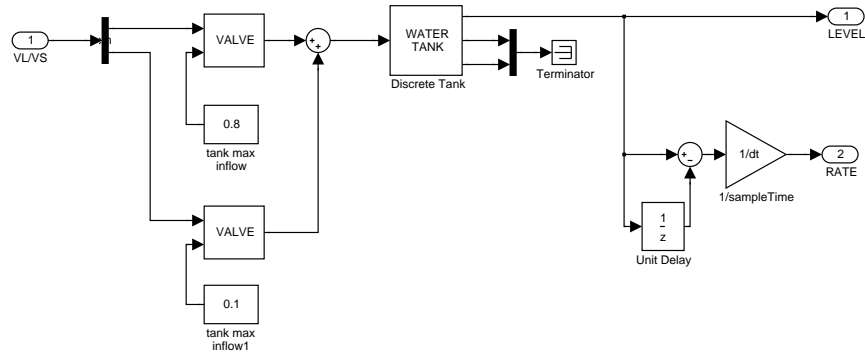 1
VL/VS
VALVE
0.8
tank max
inflow
VALVE
0.1
tank max
inflow1
+
+
WATER
TANK
Discrete Tank
Terminator
1
LEVEL
+
−
1/dt
1/sampleTime
2
RATE
1
z
Unit Delay